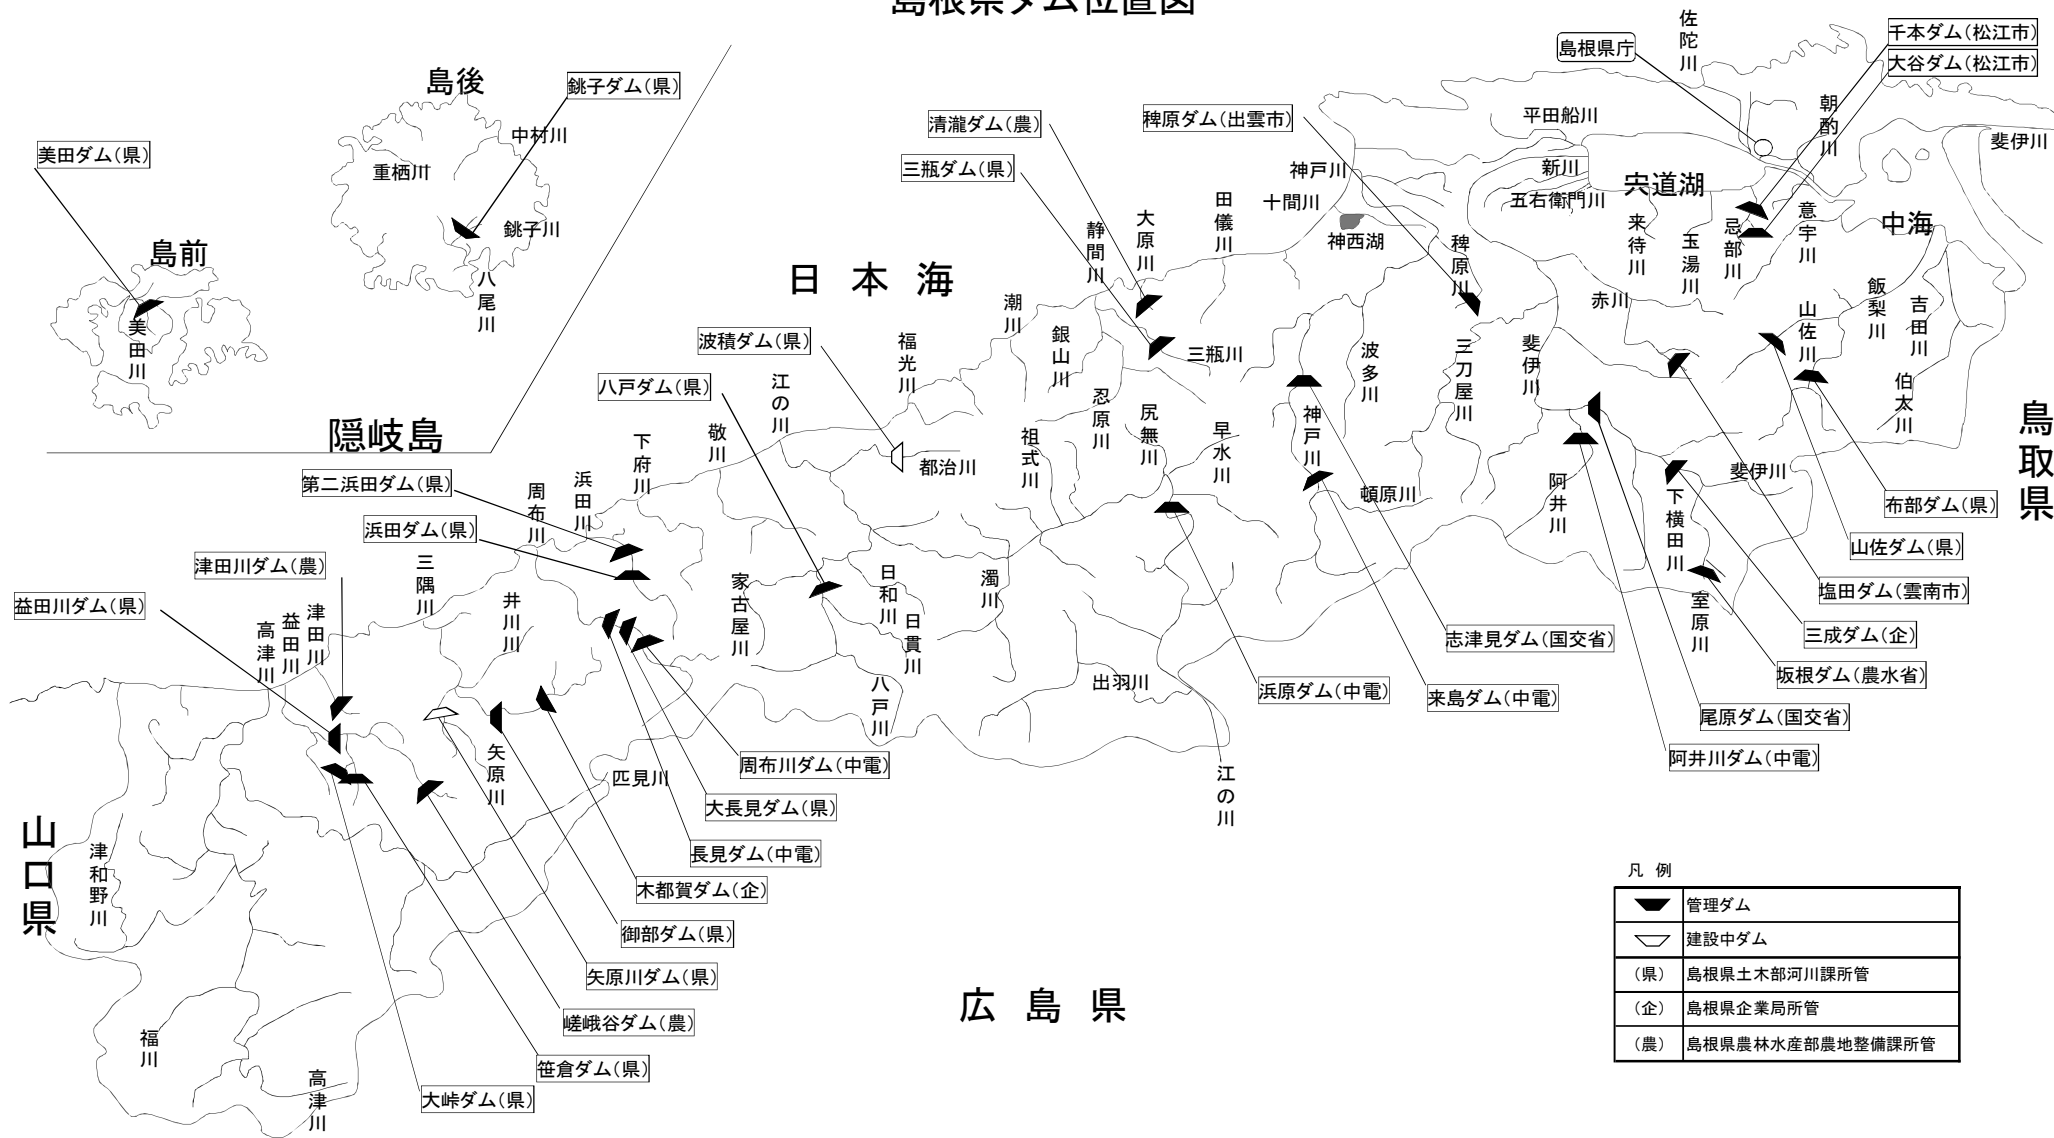 島根県ダム位置図
佐陀川
千本ダム(松江市)
島根県庁
大谷ダム(松江市)
島後
銚子ダム(県)
朝酌川
清瀧ダム(農)
稗原ダム(出雲市)
平田船川
中村川
斐伊川
美田ダム(県)
三瓶ダム(県)
神戸川
新川
重栖川
宍道湖
十間川
五右衛門川
田儀川
大原川
静間川
神西湖
稗原川
来待川
玉湯川
忌部川
意宇川
中海
銚子川
島前
八尾川
日本海
潮川
赤川
飯梨川
吉田川
山佐川
美田川
波積ダム(県)
福光川
銀山川
三瓶川
波多川
三刀屋川
斐伊川
八戸ダム(県)
江の川
忍原川
尻無川
神戸川
伯太川
鳥取県
隠岐島
下府川
敬川
都治川
祖式川
早水川
第二浜田ダム(県)
周布川
浜田川
頓原川
阿井川
斐伊川
下横田川
布部ダム(県)
浜田ダム(県)
山佐ダム(県)
津田川ダム(農)
三隅川
井川川
家古屋川
日和川
濁川
塩田ダム(雲南市)
益田川ダム(県)
高津川
益田川
津田川
日貫川
室原川
三成ダム(企)
志津見ダム(国交省)
坂根ダム(農水省)
八戸川
出羽川
浜原ダム(中電)
来島ダム(中電)
尾原ダム(国交省)
矢原川
周布川ダム(中電)
阿井川ダム(中電)
匹見川
江の川
大長見ダム(県)
山口県
長見ダム(中電)
津和野川
木都賀ダム(企)
御部ダム(県)
矢原川ダム(県)
嵯峨谷ダム(農)
広島県
福川
笹倉ダム(県)
高津川
大峠ダム(県)
凡例
管理ダム
建設中ダム
(県) 島根県土木部河川課所管
(企) 島根県企業局所管
(農) 島根県農林水産部農地整備課所管